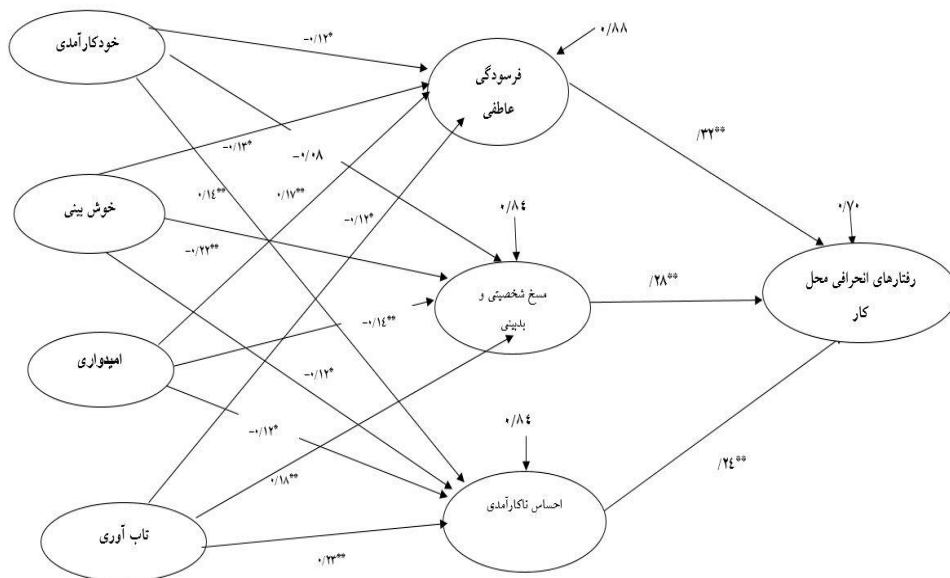 خودکارآمدی
-۰/۱۲*
۰/۸۸
فرسودگی
عاطفی
-۰/۱۳*
-۰/۰۸
/۳۲**
خوش بینی
۰/۱٤**
۰/۱۷**
-۰/۱۲*
۰/۸٤
۰/۷۰
-۰/۲۲**
رفتارهای انحرافی محل
کار
مسخ شخصیتی و
بدبینی
/۲۸**
امیدواری
-۰/۱٤**
-۰/۱۲*
-۰/۱۲*
۰/۸٤
/۲٤**
۰/۱۸**
احساس ناکارآمدی
تاب آوری
۰/۲۳**